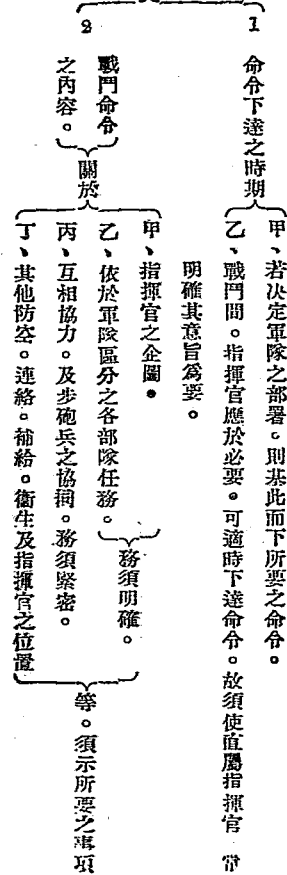 1
命令下達之時期
甲、若決定軍隊之部署。則基此而下所要之命令。
乙、戰鬥間。指揮官應於必要。可適時下達命令。故須使直屬指揮官 常
明確其意旨爲要。
2
戰鬥命令
之內容。
關於
甲、指揮官之企圖。
乙、依於軍隊區分之各部隊任務。
務須明確。
丙、互相協力。及步砲兵之協同。務須緊密。
丁、其他防空。連絡。補給。衞生及指揮官之位置
等。須示所要之事項